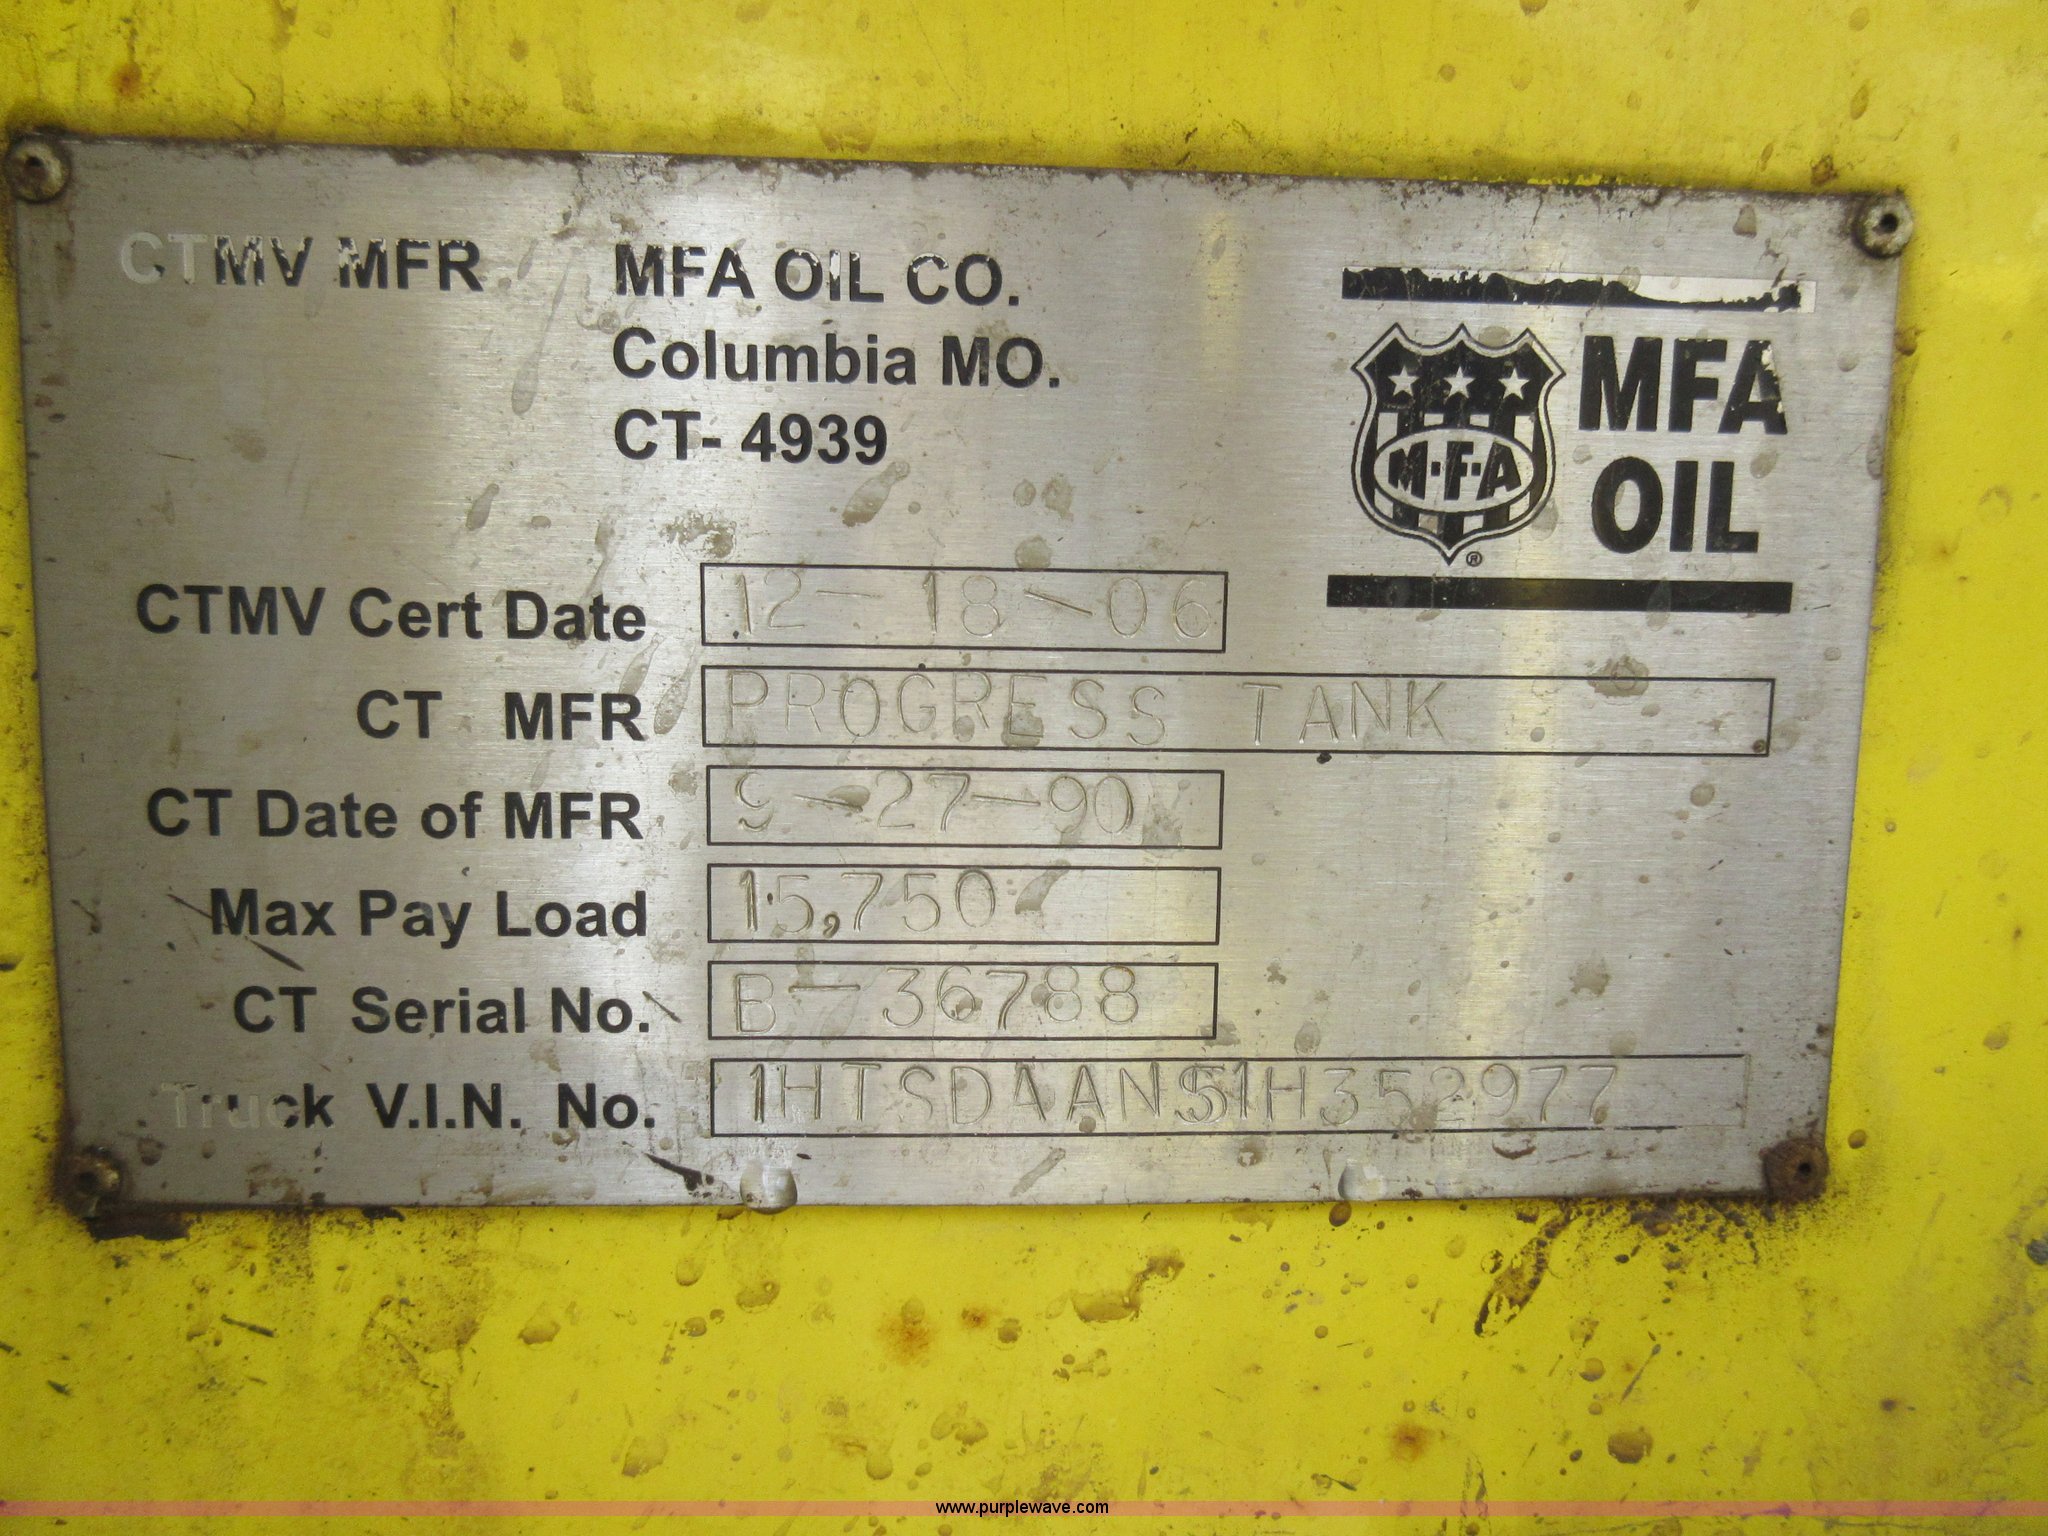 CTMV MFR MFA OIL CO.
Columbia MO.
CT- 4939
M·F·A ®
MFA
OIL
CTMV Cert Date 12-18-06
CT MFR PROGRESS TANK
CT Date of MFR 9-27-90
Max Pay Load 15,750
CT Serial No. B-36788
Truck V.I.N. No.
www.purplewave.com